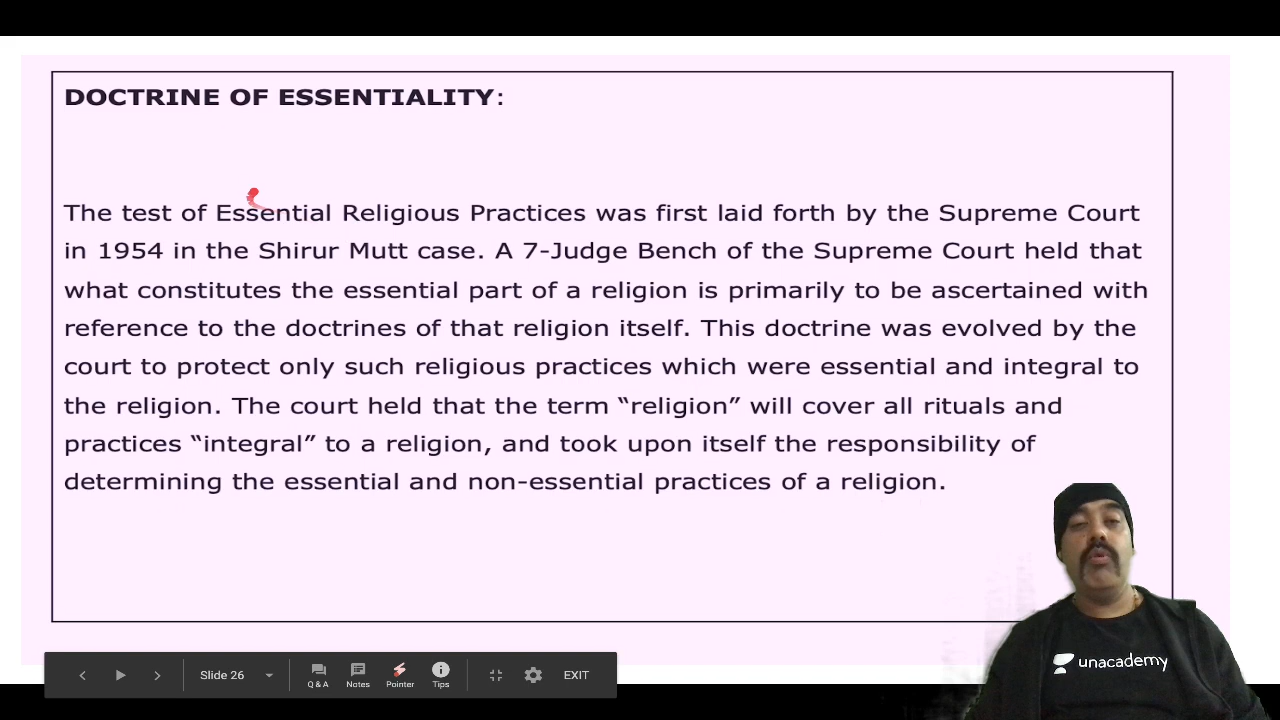 DOCTRINE OF ESSENTIALITY:
The test of Essential Religious Practices was first laid forth by the Supreme Court
in 1954 in the Shirur Mutt case. A 7-Judge Bench of the Supreme Court held that
what constitutes the essential part of a religion is primarily to be ascertained with
reference to the doctrines of that religion itself. This doctrine was evolved by the
court to protect only such religious practices which were essential and integral to
the religion. The court held that the term “religion” will cover all rituals and
practices “integral” to a religion, and took upon itself the responsibility of
determining the essential and non-essential practices of a religion.
unacademy
Slide 26
Q & A
Notes
Pointer
Tips
EXIT